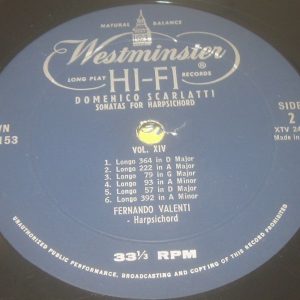 NATURAL BALANCE
Westminster
LONG PLAY HI-FI RECORDS
DOMENICO SCARLATTI
SONATAS FOR HARPSICHORD
SIDE
2
XTV
Made in
153
VOL. XIV
1. Longo 364 in D Major
2. Longo 222 in A Major
3. Longo 79 in G Major
4. Longo 93 in A Minor
5. Longo 57 in D Major
6. Longo 392 in A Minor
FERNANDO VALENTI
- Harpsichord
33⅓ RPM
UNAUTHORIZED PUBLIC PERFORMANCE, BROADCASTING AND COPYING OF THIS RECORD PROHIBITED